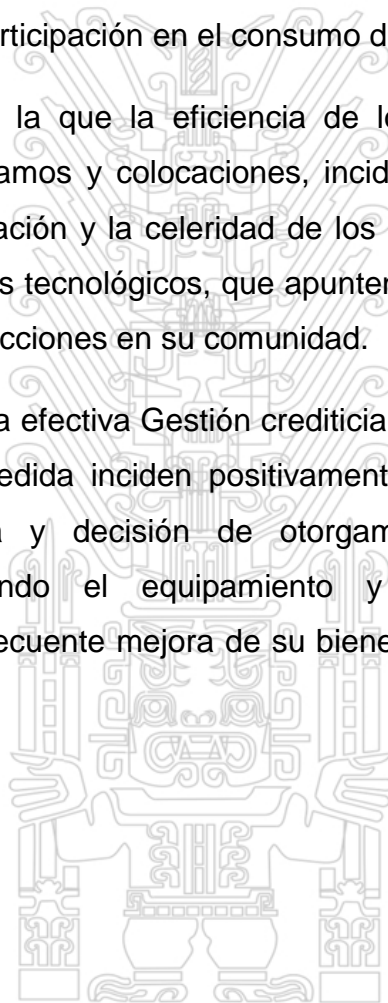 rticipación en el consumo d
la que la eficiencia de l
amos y colocaciones, incid
ación y la celeridad de los
s tecnológicos, que apunten
cciones en su comunidad.
a efectiva Gestión crediticia
edida inciden positivament
a y decisión de otorgam
ndo el equipamiento y
ecuente mejora de su biene